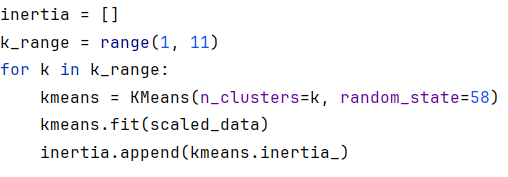 inertia = []
k_range = range(1, 11)
for k in k_range:
    kmeans = KMeans(n_clusters=k, random_state=58)
    kmeans.fit(scaled_data)
    inertia.append(kmeans.inertia_)